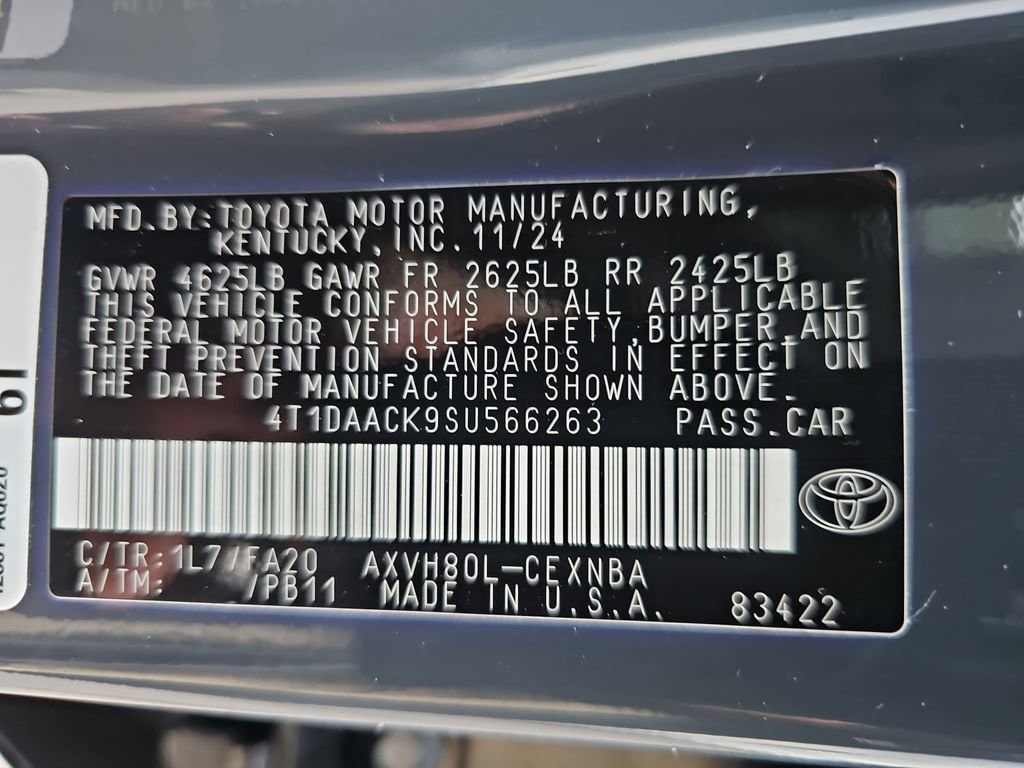 MFD.BY:TOYOTA MOTOR MANUFACTURING,
KENTUCKY,INC.11/24
GVWR 4625LB GAWR FR 2625LB RR 2425LB
THIS VEHICLE CONFORMS TO ALL APPLICABLE
FEDERAL MOTOR VEHICLE SAFETY,BUMPER,AND
THEFT PREVENTION STANDARDS IN EFFECT ON
THE DATE OF MANUFACTURE SHOWN ABOVE.
4T1DAACK9SU566263 PASS.CAR
C/TR:1L7/FA20 AXVH80L-CEXNBA
A/TM: /PB11 MADE IN U.S.A. 83422